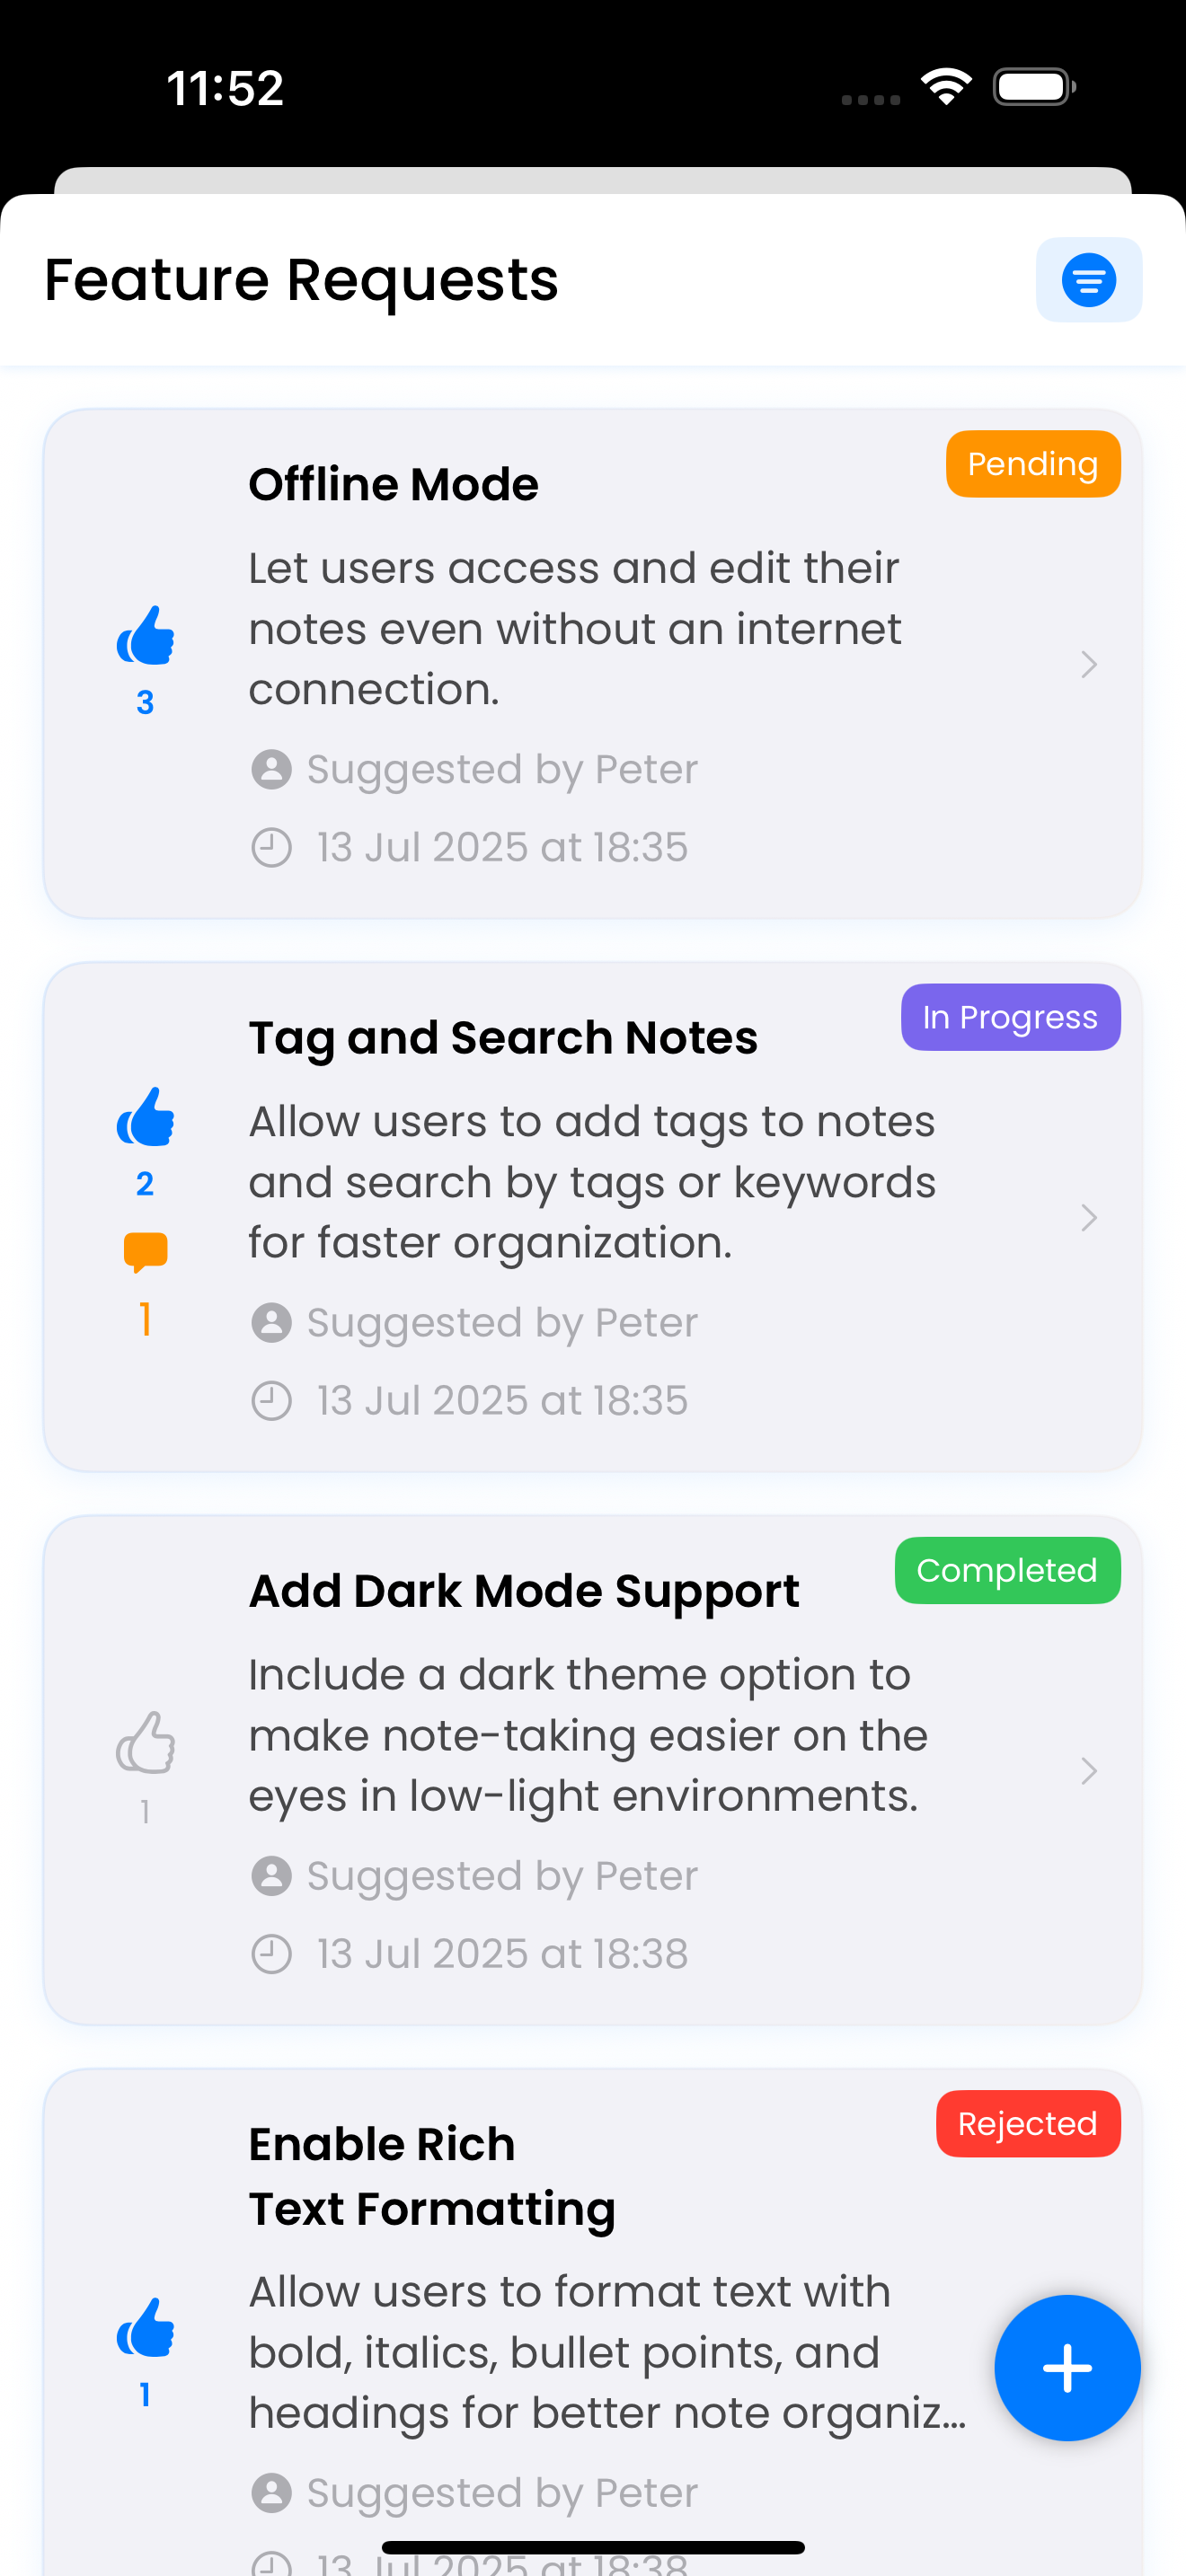 11:52
Feature Requests
Pending
Offline Mode
Let users access and edit their
notes even without an internet
connection.
3
Suggested by Peter
13 Jul 2025 at 18:35
In Progress
Tag and Search Notes
Allow users to add tags to notes
and search by tags or keywords
for faster organization.
2
1
Suggested by Peter
13 Jul 2025 at 18:35
Completed
Add Dark Mode Support
Include a dark theme option to
make note-taking easier on the
eyes in low-light environments.
1
Suggested by Peter
13 Jul 2025 at 18:38
Rejected
Enable Rich
Text Formatting
Allow users to format text with
bold, italics, bullet points, and
headings for better note organiz...
1
Suggested by Peter
13 Jul 2025 at 18:38